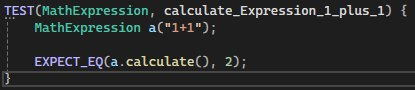 TEST(MathExpression, calculate_Expression_1_plus_1) {
    MathExpression a("1+1");

    EXPECT_EQ(a.calculate(), 2);
}